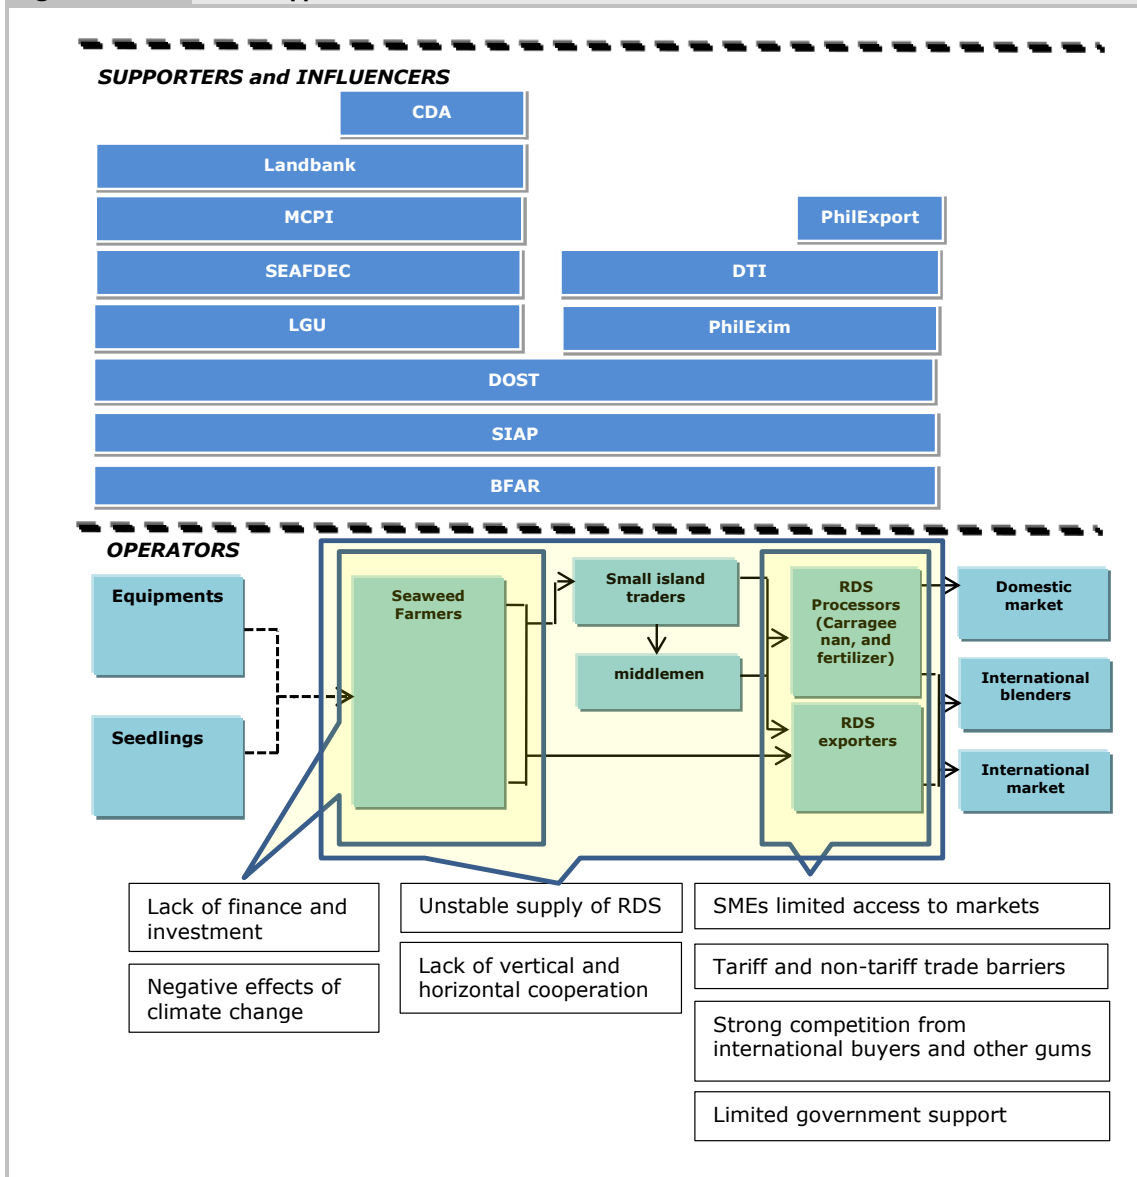 SUPPORTERS and INFLUENCERS
CDA
Landbank
MCPI
PhilExport
SEAFDEC
DTI
LGU
PhilExim
DOST
SIAP
BFAR
OPERATORS
Equipments
Seedlings
Seaweed
Farmers
Small island
traders
middlemen
RDS
Processors
(Carragee
nan, and
fertilizer)
RDS
exporters
Domestic
market
International
blenders
International
market
Lack of finance and
investment
Negative effects of
climate change
Unstable supply of RDS
Lack of vertical and
horizontal cooperation
SMEs limited access to markets
Tariff and non-tariff trade barriers
Strong competition from
international buyers and other gums
Limited government support